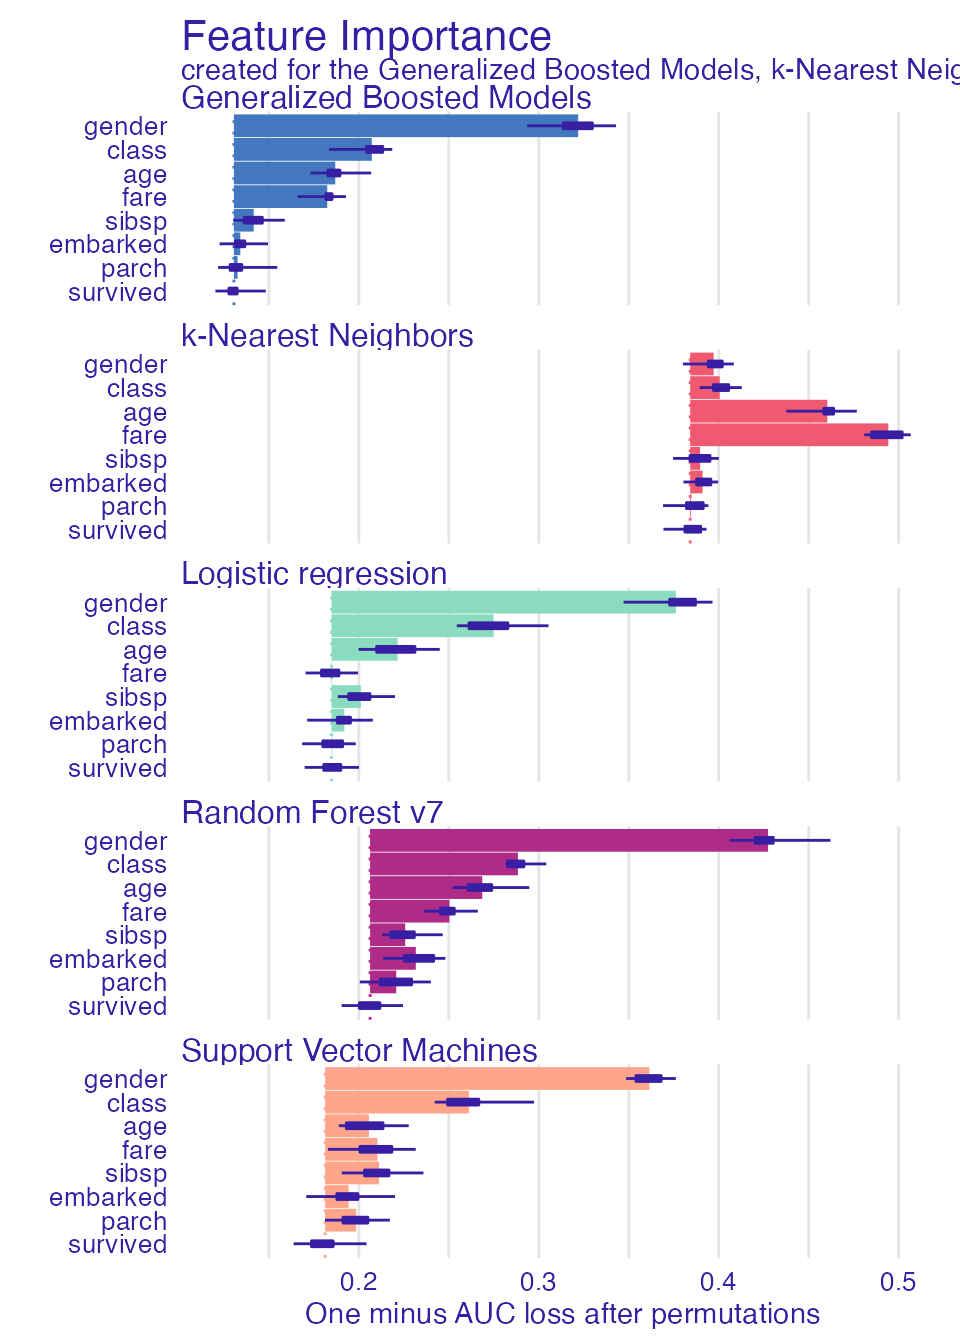 Feature Importance
created for the Generalized Boosted Models, k-Nearest Neig
Generalized Boosted Models
gender
class
age
fare
sibsp
embarked
parch
survived
k-Nearest Neighbors
gender
class
age
fare
sibsp
embarked
parch
survived
Logistic regression
gender
class
age
fare
sibsp
embarked
parch
survived
Random Forest v7
gender
class
age
fare
sibsp
embarked
parch
survived
Support Vector Machines
gender
class
age
fare
sibsp
embarked
parch
survived
0.2 0.3 0.4 0.5
One minus AUC loss after permutations